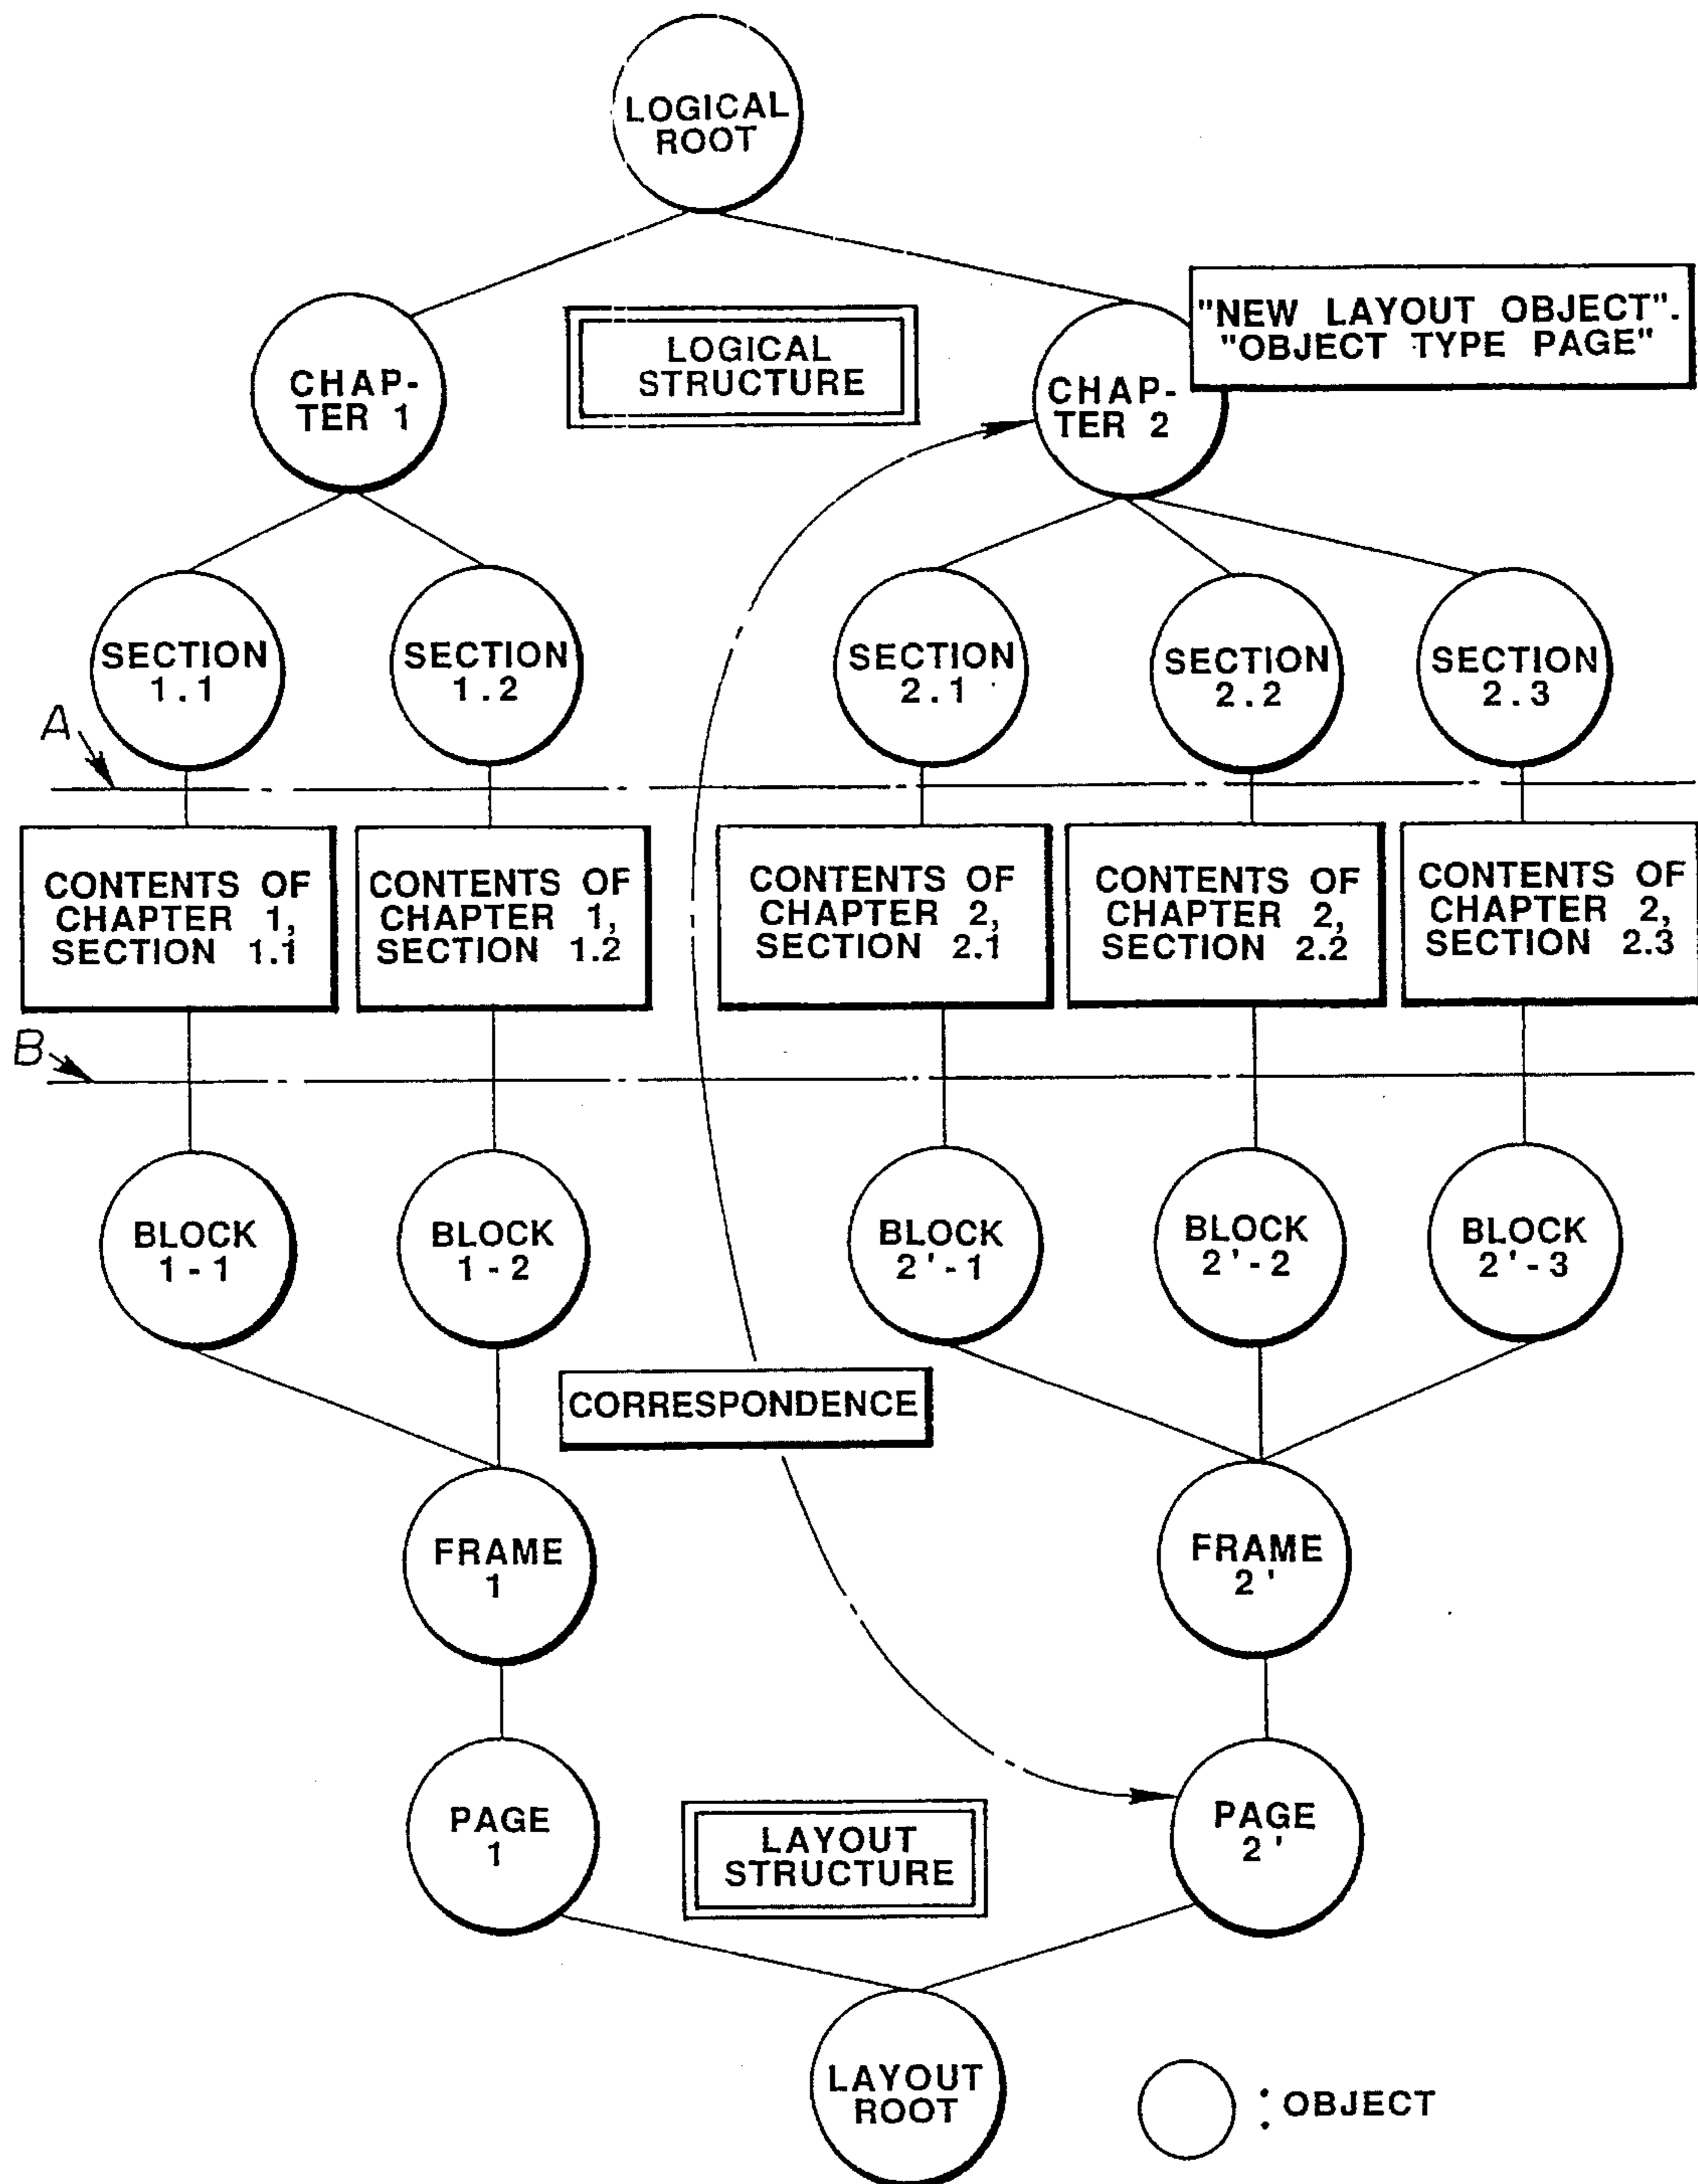 LOGICAL
ROOT
"NEW LAYOUT OBJECT".
"OBJECT TYPE PAGE"
LOGICAL
STRUCTURE
CHAP-
TER 1
CHAP-
TER 2
SECTION
1.1
SECTION
1.2
SECTION
2.1
SECTION
2.2
SECTION
2.3
A
CONTENTS OF
CHAPTER 1,
SECTION 1.1
CONTENTS OF
CHAPTER 1,
SECTION 1.2
CONTENTS OF
CHAPTER 2,
SECTION 2.1
CONTENTS OF
CHAPTER 2,
SECTION 2.2
CONTENTS OF
CHAPTER 2,
SECTION 2.3
B
BLOCK
1-1
BLOCK
1-2
BLOCK
2'-1
BLOCK
2'-2
BLOCK
2'-3
CORRESPONDENCE
FRAME
1
FRAME
2'
PAGE
1
LAYOUT
STRUCTURE
PAGE
2'
LAYOUT
ROOT
: OBJECT